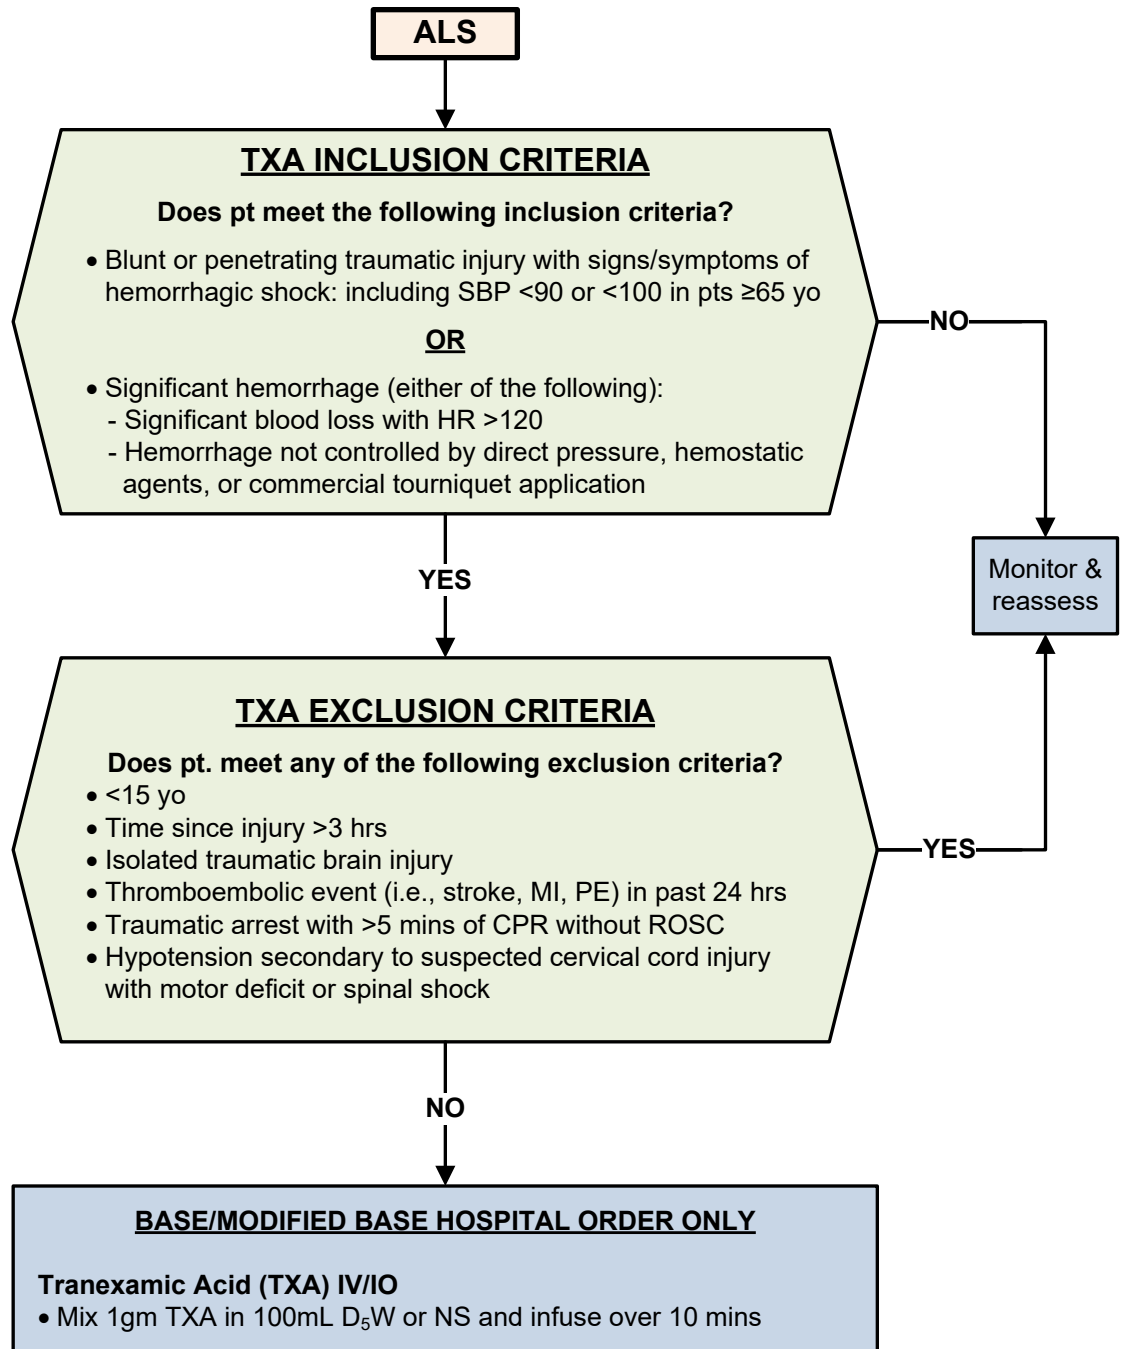 ALS
TXA INCLUSION CRITERIA
Does pt meet the following inclusion criteria?
• Blunt or penetrating traumatic injury with signs/symptoms of
hemorrhagic shock: including SBP <90 or <100 in pts ≥65 yo
OR
• Significant hemorrhage (either of the following):
- Significant blood loss with HR >120
- Hemorrhage not controlled by direct pressure, hemostatic
agents, or commercial tourniquet application
NO
YES
Monitor &
reassess
TXA EXCLUSION CRITERIA
Does pt. meet any of the following exclusion criteria?
• <15 yo
• Time since injury >3 hrs
• Isolated traumatic brain injury
• Thromboembolic event (i.e., stroke, MI, PE) in past 24 hrs
• Traumatic arrest with >5 mins of CPR without ROSC
• Hypotension secondary to suspected cervical cord injury
with motor deficit or spinal shock
YES
NO
BASE/MODIFIED BASE HOSPITAL ORDER ONLY
Tranexamic Acid (TXA) IV/IO
• Mix 1gm TXA in 100mL D₅W or NS and infuse over 10 mins